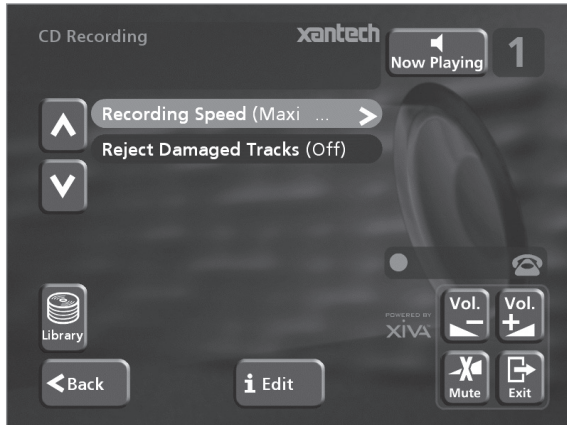 CD Recording
xantech
Now Playing
1
Recording Speed (Maxi ...
Reject Damaged Tracks (Off)
Library
POWERED BY
XiVA
Vol.
Vol.
Back
i Edit
Mute
Exit